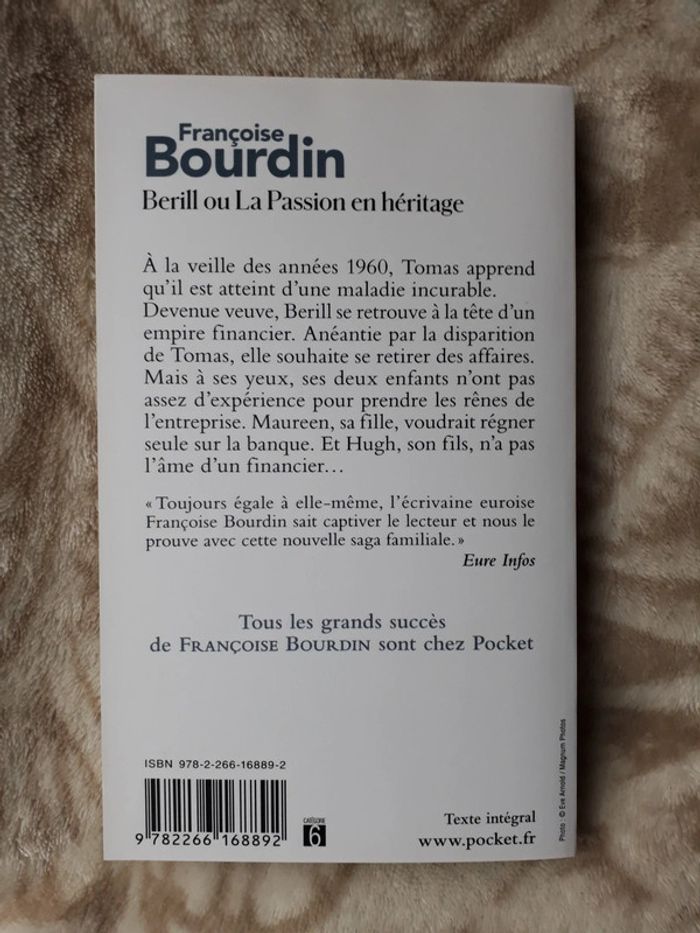 Françoise
Bourdin
Berill ou La Passion en héritage
À la veille des années 1960, Tomas apprend
qu'il est atteint d'une maladie incurable.
Devenue veuve, Berill se retrouve à la tête d'un
empire financier. Anéantie par la disparition
de Tomas, elle souhaite se retirer des affaires.
Mais à ses yeux, ses deux enfants n'ont pas
assez d'expérience pour prendre les rênes de
l'entreprise. Maureen, sa fille, voudrait régner
seule sur la banque. Et Hugh, son fils, n'a pas
l'âme d'un financier…
« Toujours égale à elle-même, l'écrivaine euroise
Françoise Bourdin sait captiver le lecteur et nous le
prouve avec cette nouvelle saga familiale. »
Eure Infos
Tous les grands succès
de FRANÇOISE BOURDIN sont chez Pocket
ISBN 978-2-266-16889-2
9 782266 168892
CATÉGORIE
6
Texte intégral
www.pocket.fr
Photo : © Eve Arnold / Magnum Photos